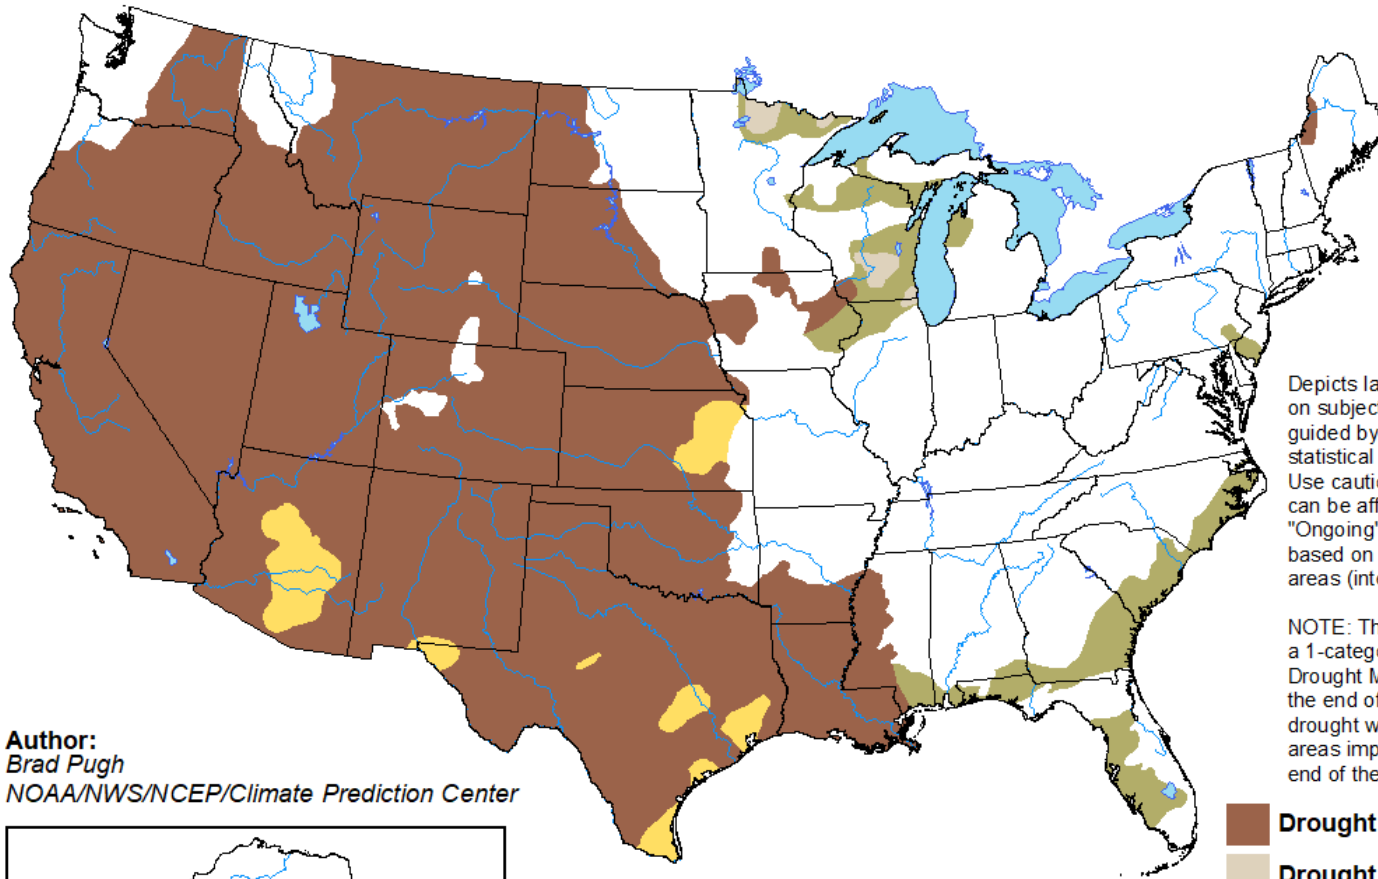 Depicts la
on subject
guided by
statistical
Use cautio
can be aff
"Ongoing"
based on
areas (inte
NOTE: Th
a 1-catego
Drought M
the end of
drought w
areas imp
end of the
Author:
Brad Pugh
NOAA/NWS/NCEP/Climate Prediction Center
Drought
Drought